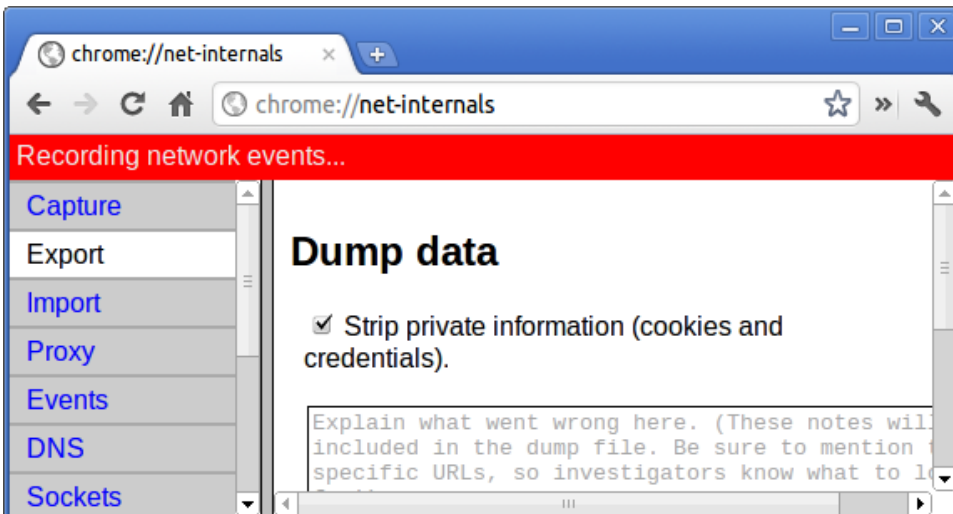 chrome://net-internals
chrome://net-internals
Recording network events...
Capture
Export
Import
Proxy
Events
DNS
Sockets
Dump data
Strip private information (cookies and
credentials).
Explain what went wrong here. (These notes will
included in the dump file. Be sure to mention
specific URLs, so investigators know what to